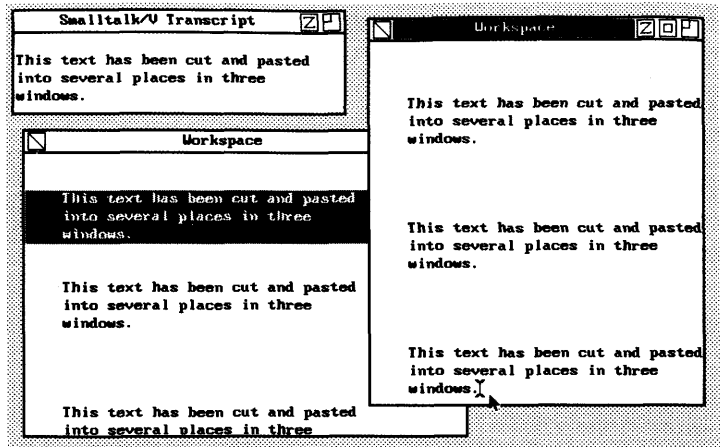 Smalltalk/V Transcript
This text has been cut and pasted
into several places in three
windows.
Workspace
This text has been cut and pasted
into several places in three
windows.
This text has been cut and pasted
into several places in three
windows.
This text has been cut and pasted
into several places in three
Workspace
This text has been cut and pasted
into several places in three
windows.
This text has been cut and pasted
into several places in three
windows.
This text has been cut and pasted
into several places in three
windows.